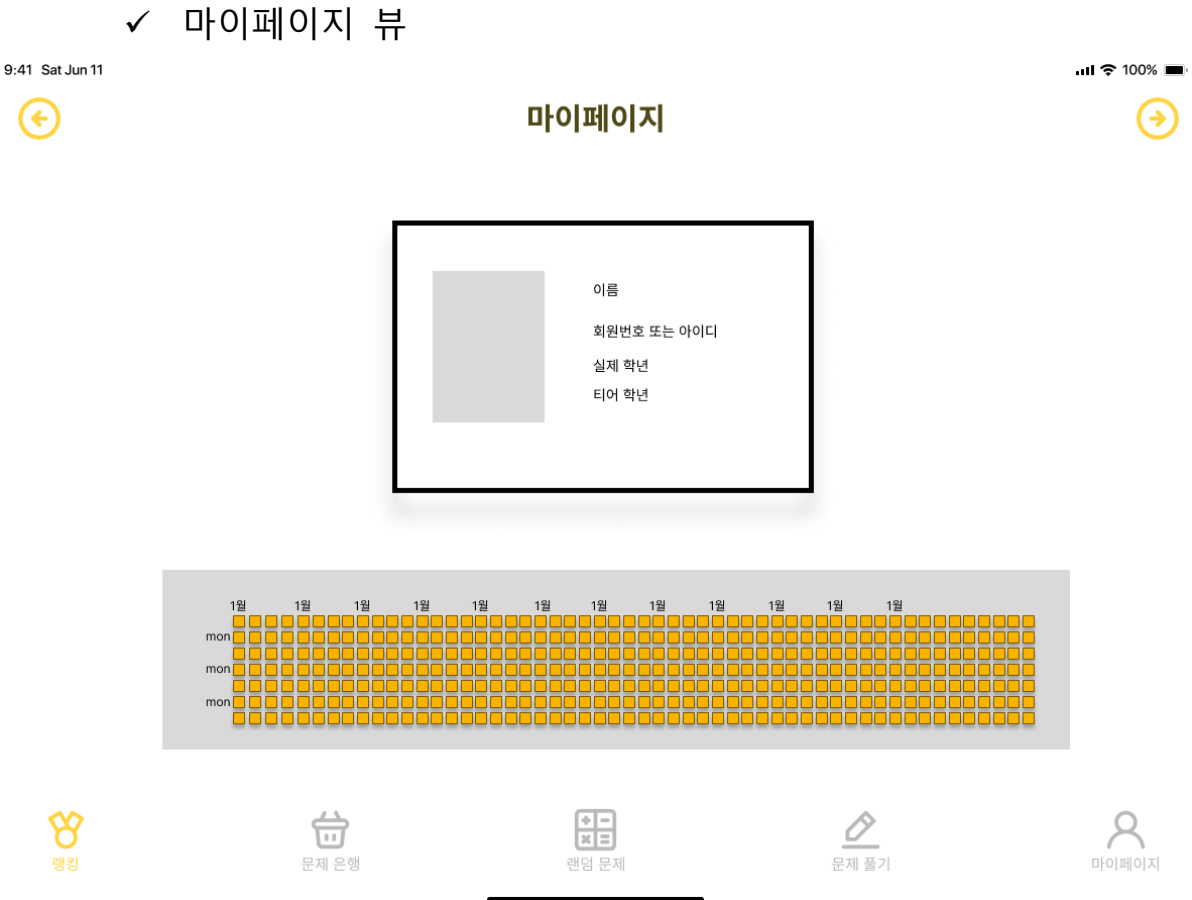 ✓ 마이페이지 뷰
9:41 Sat Jun 11 100%
마이페이지
이름
회원번호 또는 아이디
실제 학년
티어 학년
1월 1월 1월 1월 1월 1월 1월 1월 1월 1월 1월 1월
mon
mon
mon
랭킹 문제 은행 랜덤 문제 문제 풀기 마이페이지